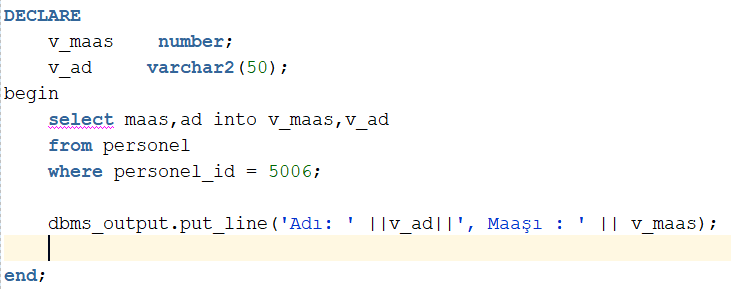 DECLARE
v_maas number;
v_ad varchar2(50);
begin
select maas,ad into v_maas,v_ad
from personel
where personel_id = 5006;
dbms_output.put_line('Adı: ' ||v_ad||', Maaşı : ' || v_maas);
end;